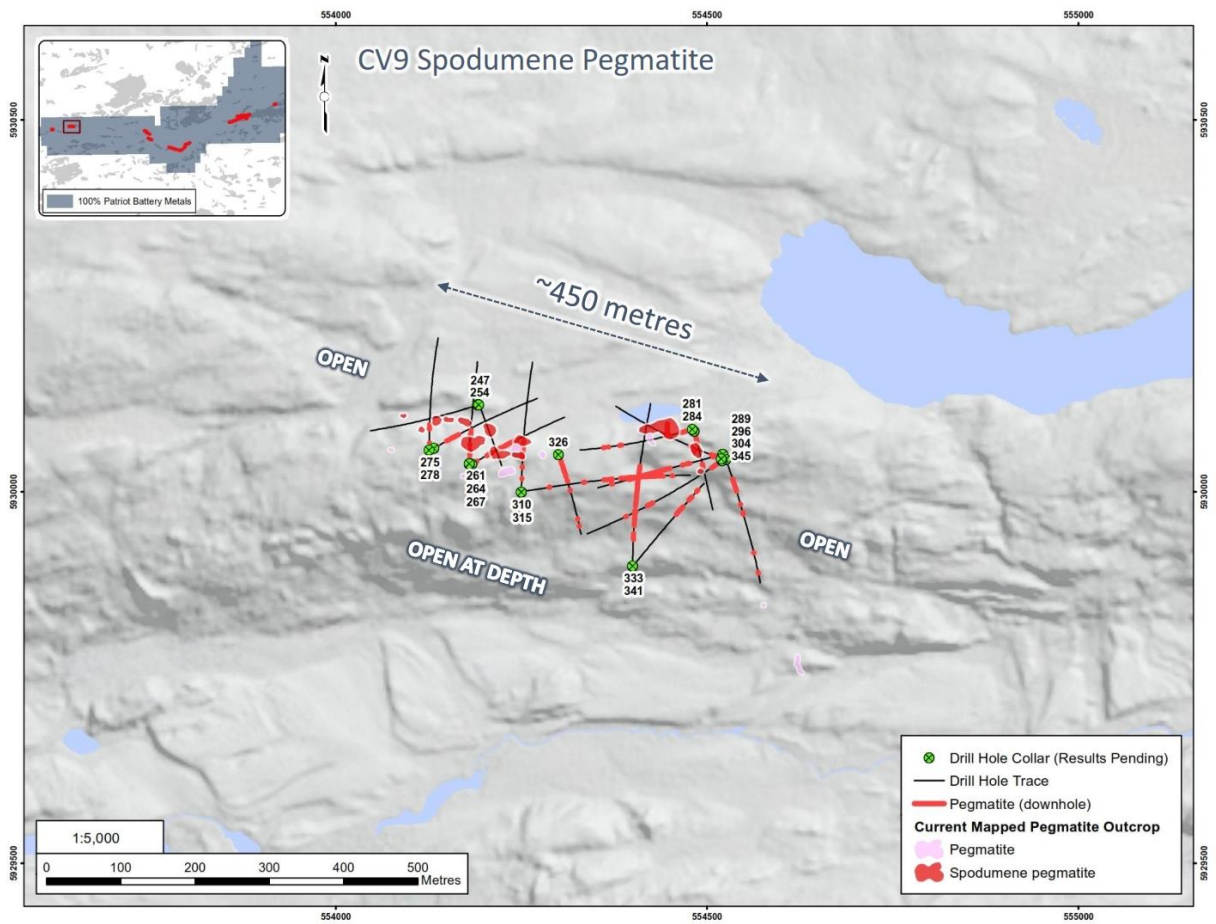 554000
554500
555000
CV9 Spodumene Pegmatite
N
100% Patriot Battery Metals
5930500
5930500
~450 metres
OPEN
247
254
281
284
289
296
304
345
326
275
278
261
264
267
310
315
5930000
5930000
OPEN
OPEN AT DEPTH
333
341
Drill Hole Collar (Results Pending)
Drill Hole Trace
Pegmatite (downhole)
Current Mapped Pegmatite Outcrop
Pegmatite
Spodumene pegmatite
1:5,000
0 100 200 300 400 500
Metres
5929500
5929500
554000
554500
555000